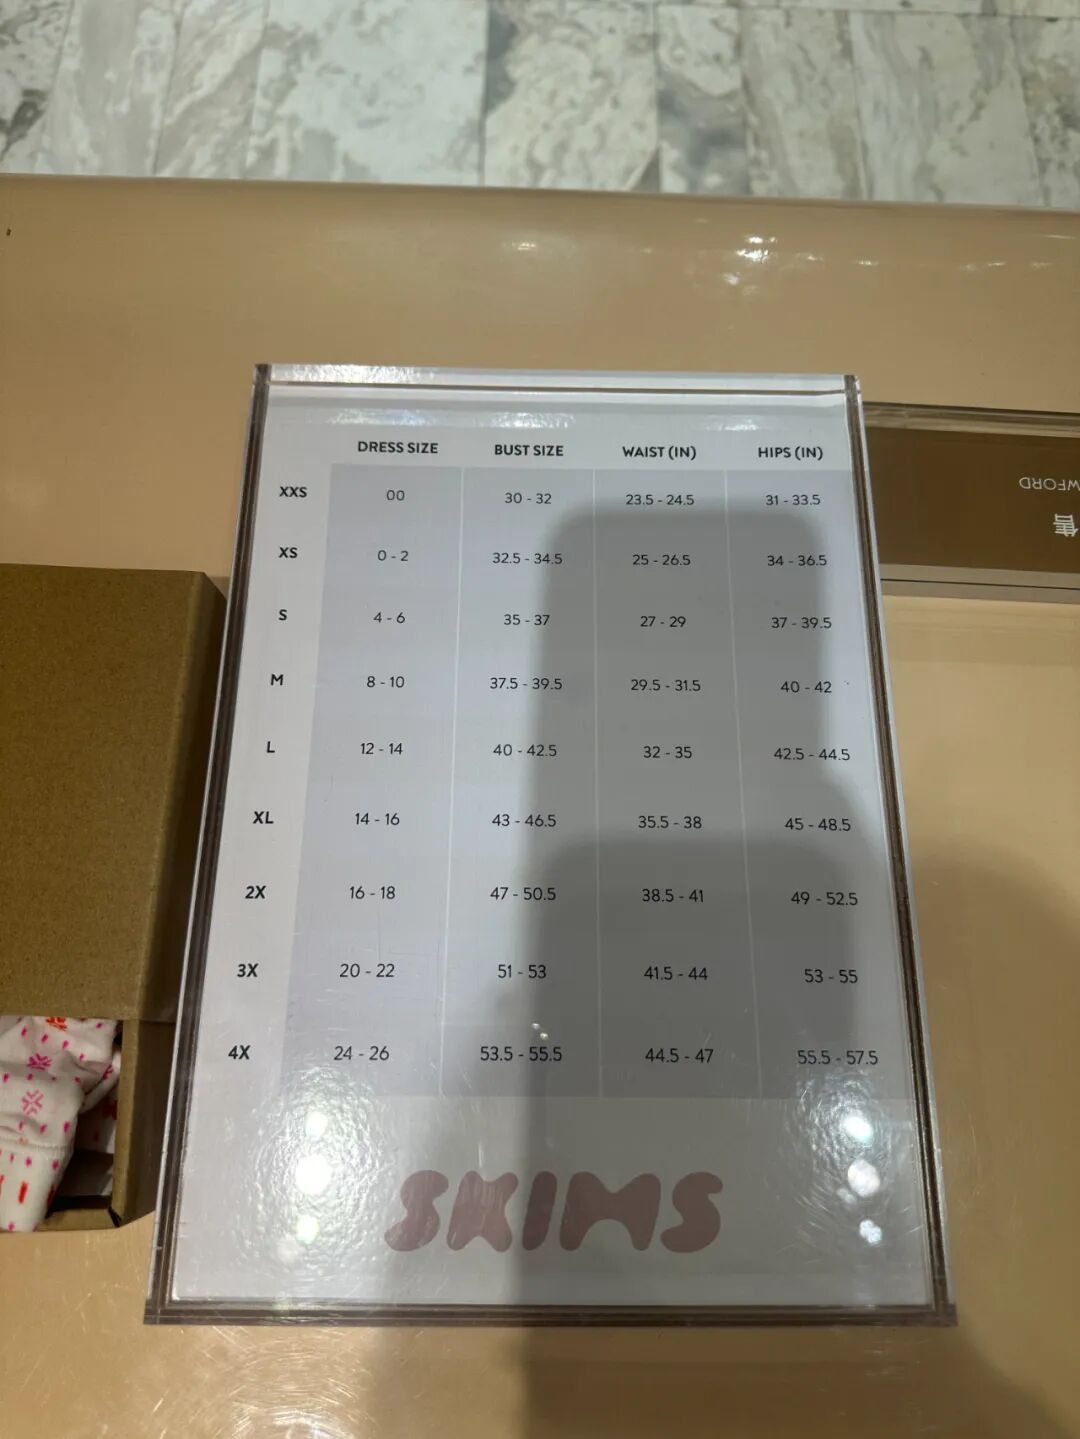 DRESS SIZE BUST SIZE WAIST (IN) HIPS (IN)
XXS 00 30 - 32 23.5 - 24.5 31 - 33.5
XS 0 - 2 32.5 - 34.5 25 - 26.5 34 - 36.5
S 4 - 6 35 - 37 27 - 29 37 - 39.5
M 8 - 10 37.5 - 39.5 29.5 - 31.5 40 - 42
L 12 - 14 40 - 42.5 32 - 35 42.5 - 44.5
XL 14 - 16 43 - 46.5 35.5 - 38 45 - 48.5
2X 16 - 18 47 - 50.5 38.5 - 41 49 - 52.5
3X 20 - 22 51 - 53 41.5 - 44 53 - 55
4X 24 - 26 53.5 - 55.5 44.5 - 47 55.5 - 57.5
SKIMS
WFORD
售